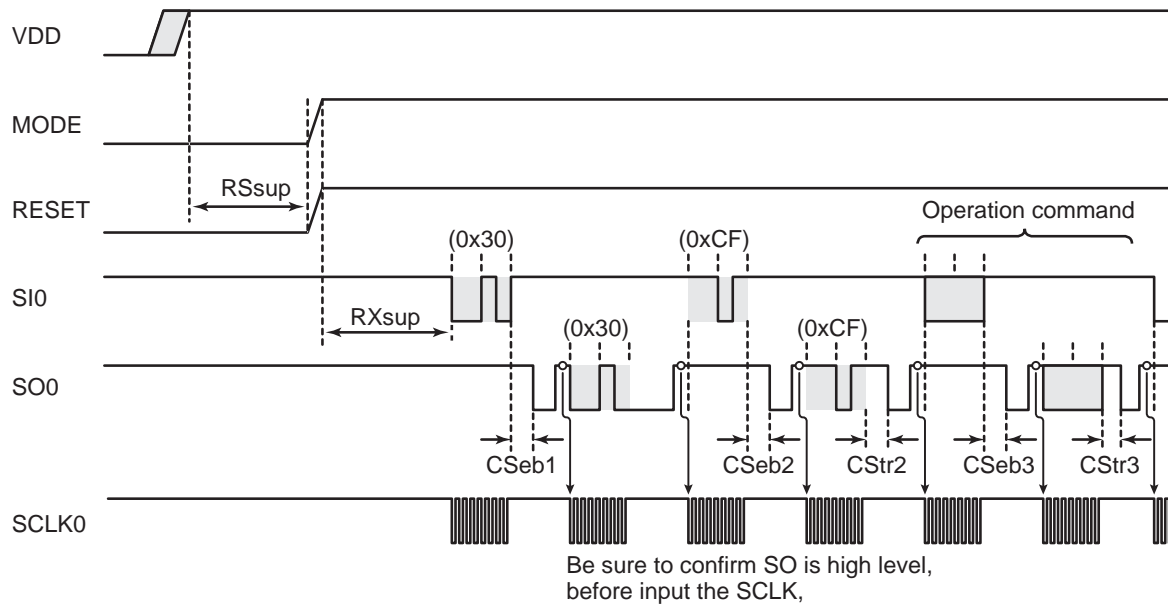 VDD
MODE
RSsup
RESET
Operation command
(0x30)
(0xCF)
SI0
RXsup
(0x30)
(0xCF)
SO0
CSeb1
CSeb2
CStr2
CSeb3
CStr3
SCLK0
Be sure to confirm SO is high level,
before input the SCLK,